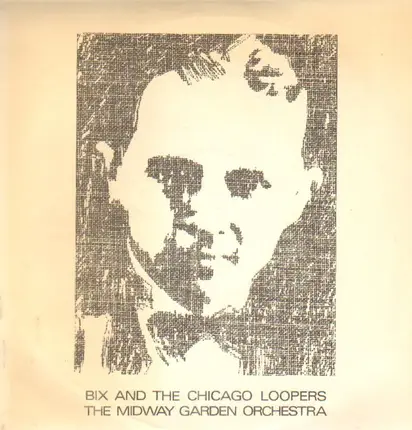 BIX AND THE CHICAGO LOOPERS
THE MIDWAY GARDEN ORCHESTRA